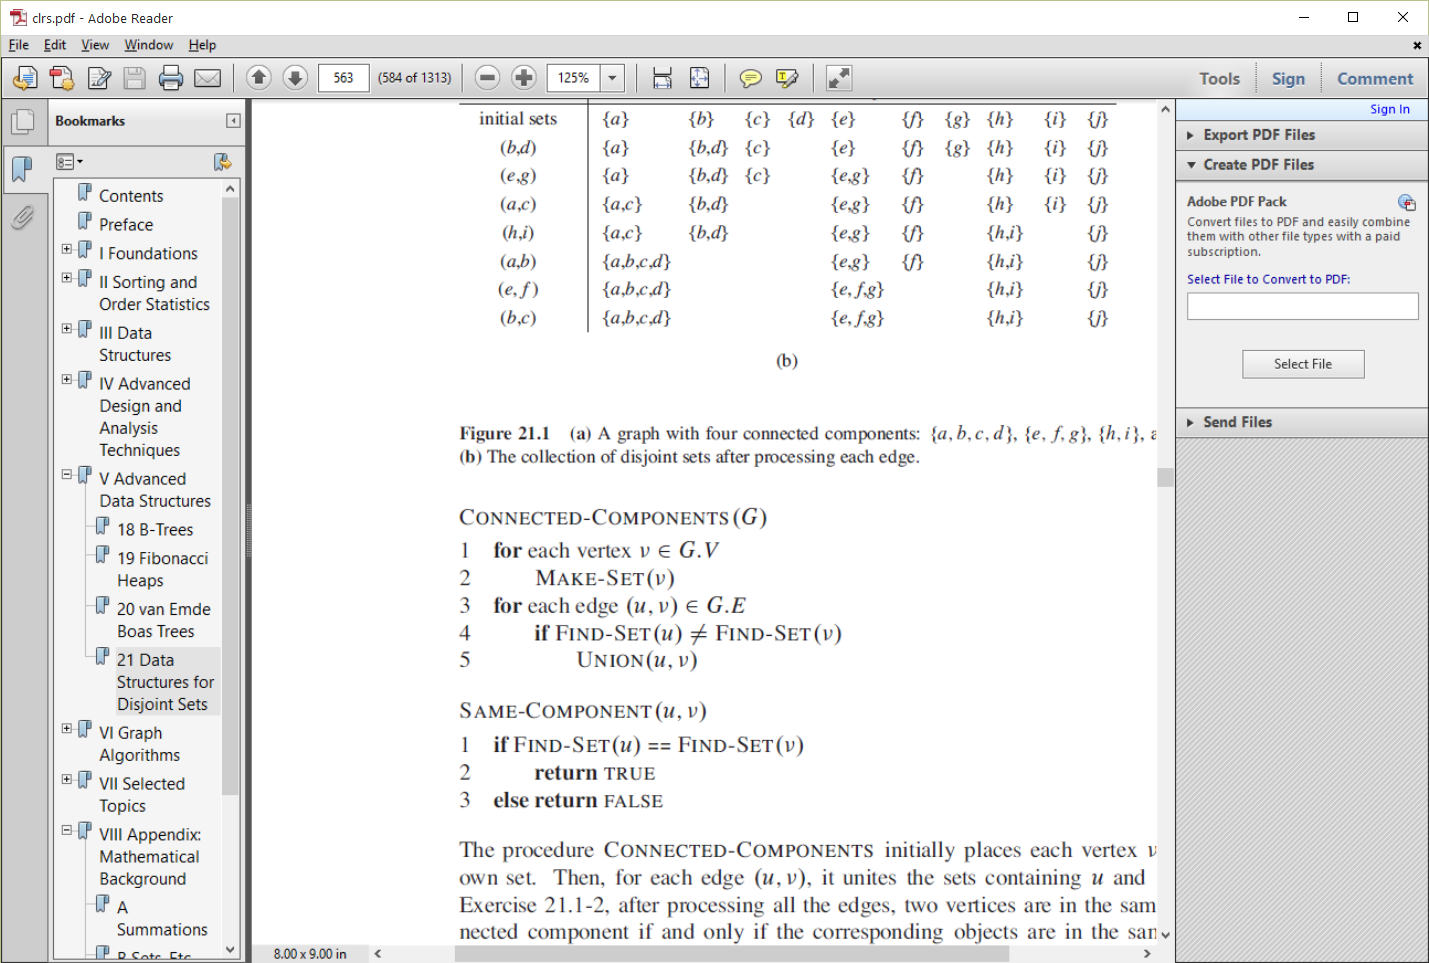 clrs.pdf - Adobe Reader
File Edit View Window Help
563 (584 of 1313) 125% Tools Sign Comment
Bookmarks
Contents
Preface
I Foundations
II Sorting and
Order Statistics
III Data
Structures
IV Advanced
Design and
Analysis
Techniques
V Advanced
Data Structures
18 B-Trees
19 Fibonacci
Heaps
20 van Emde
Boas Trees
21 Data
Structures for
Disjoint Sets
VI Graph
Algorithms
VII Selected
Topics
VIII Appendix:
Mathematical
Background
A
Summations
B Sets, Etc.
initial sets {a} {b} {c} {d} {e} {f} {g} {h} {i} {j}
(b,d) {a} {b,d} {c} {e} {f} {g} {h} {i} {j}
(e,g) {a} {b,d} {c} {e,g} {f} {h} {i} {j}
(a,c) {a,c} {b,d} {e,g} {f} {h} {i} {j}
(h,i) {a,c} {b,d} {e,g} {f} {h,i} {j}
(a,b) {a,b,c,d} {e,g} {f} {h,i} {j}
(e,f) {a,b,c,d} {e,f,g} {h,i} {j}
(b,c) {a,b,c,d} {e,f,g} {h,i} {j}
(b)
Figure 21.1 (a) A graph with four connected components: {a, b, c, d}, {e, f, g}, {h, i}, a
(b) The collection of disjoint sets after processing each edge.
CONNECTED-COMPONENTS(G)
1 for each vertex v ∈ G.V
2 MAKE-SET(v)
3 for each edge (u, v) ∈ G.E
4 if FIND-SET(u) ≠ FIND-SET(v)
5 UNION(u, v)
SAME-COMPONENT(u, v)
1 if FIND-SET(u) == FIND-SET(v)
2 return TRUE
3 else return FALSE
The procedure CONNECTED-COMPONENTS initially places each vertex v
own set. Then, for each edge (u, v), it unites the sets containing u and
Exercise 21.1-2, after processing all the edges, two vertices are in the sam
nected component if and only if the corresponding objects are in the san
8.00 x 9.00 in
Sign In
Export PDF Files
Create PDF Files
Adobe PDF Pack
Convert files to PDF and easily combine
them with other file types with a paid
subscription.
Select File to Convert to PDF:
Select File
Send Files